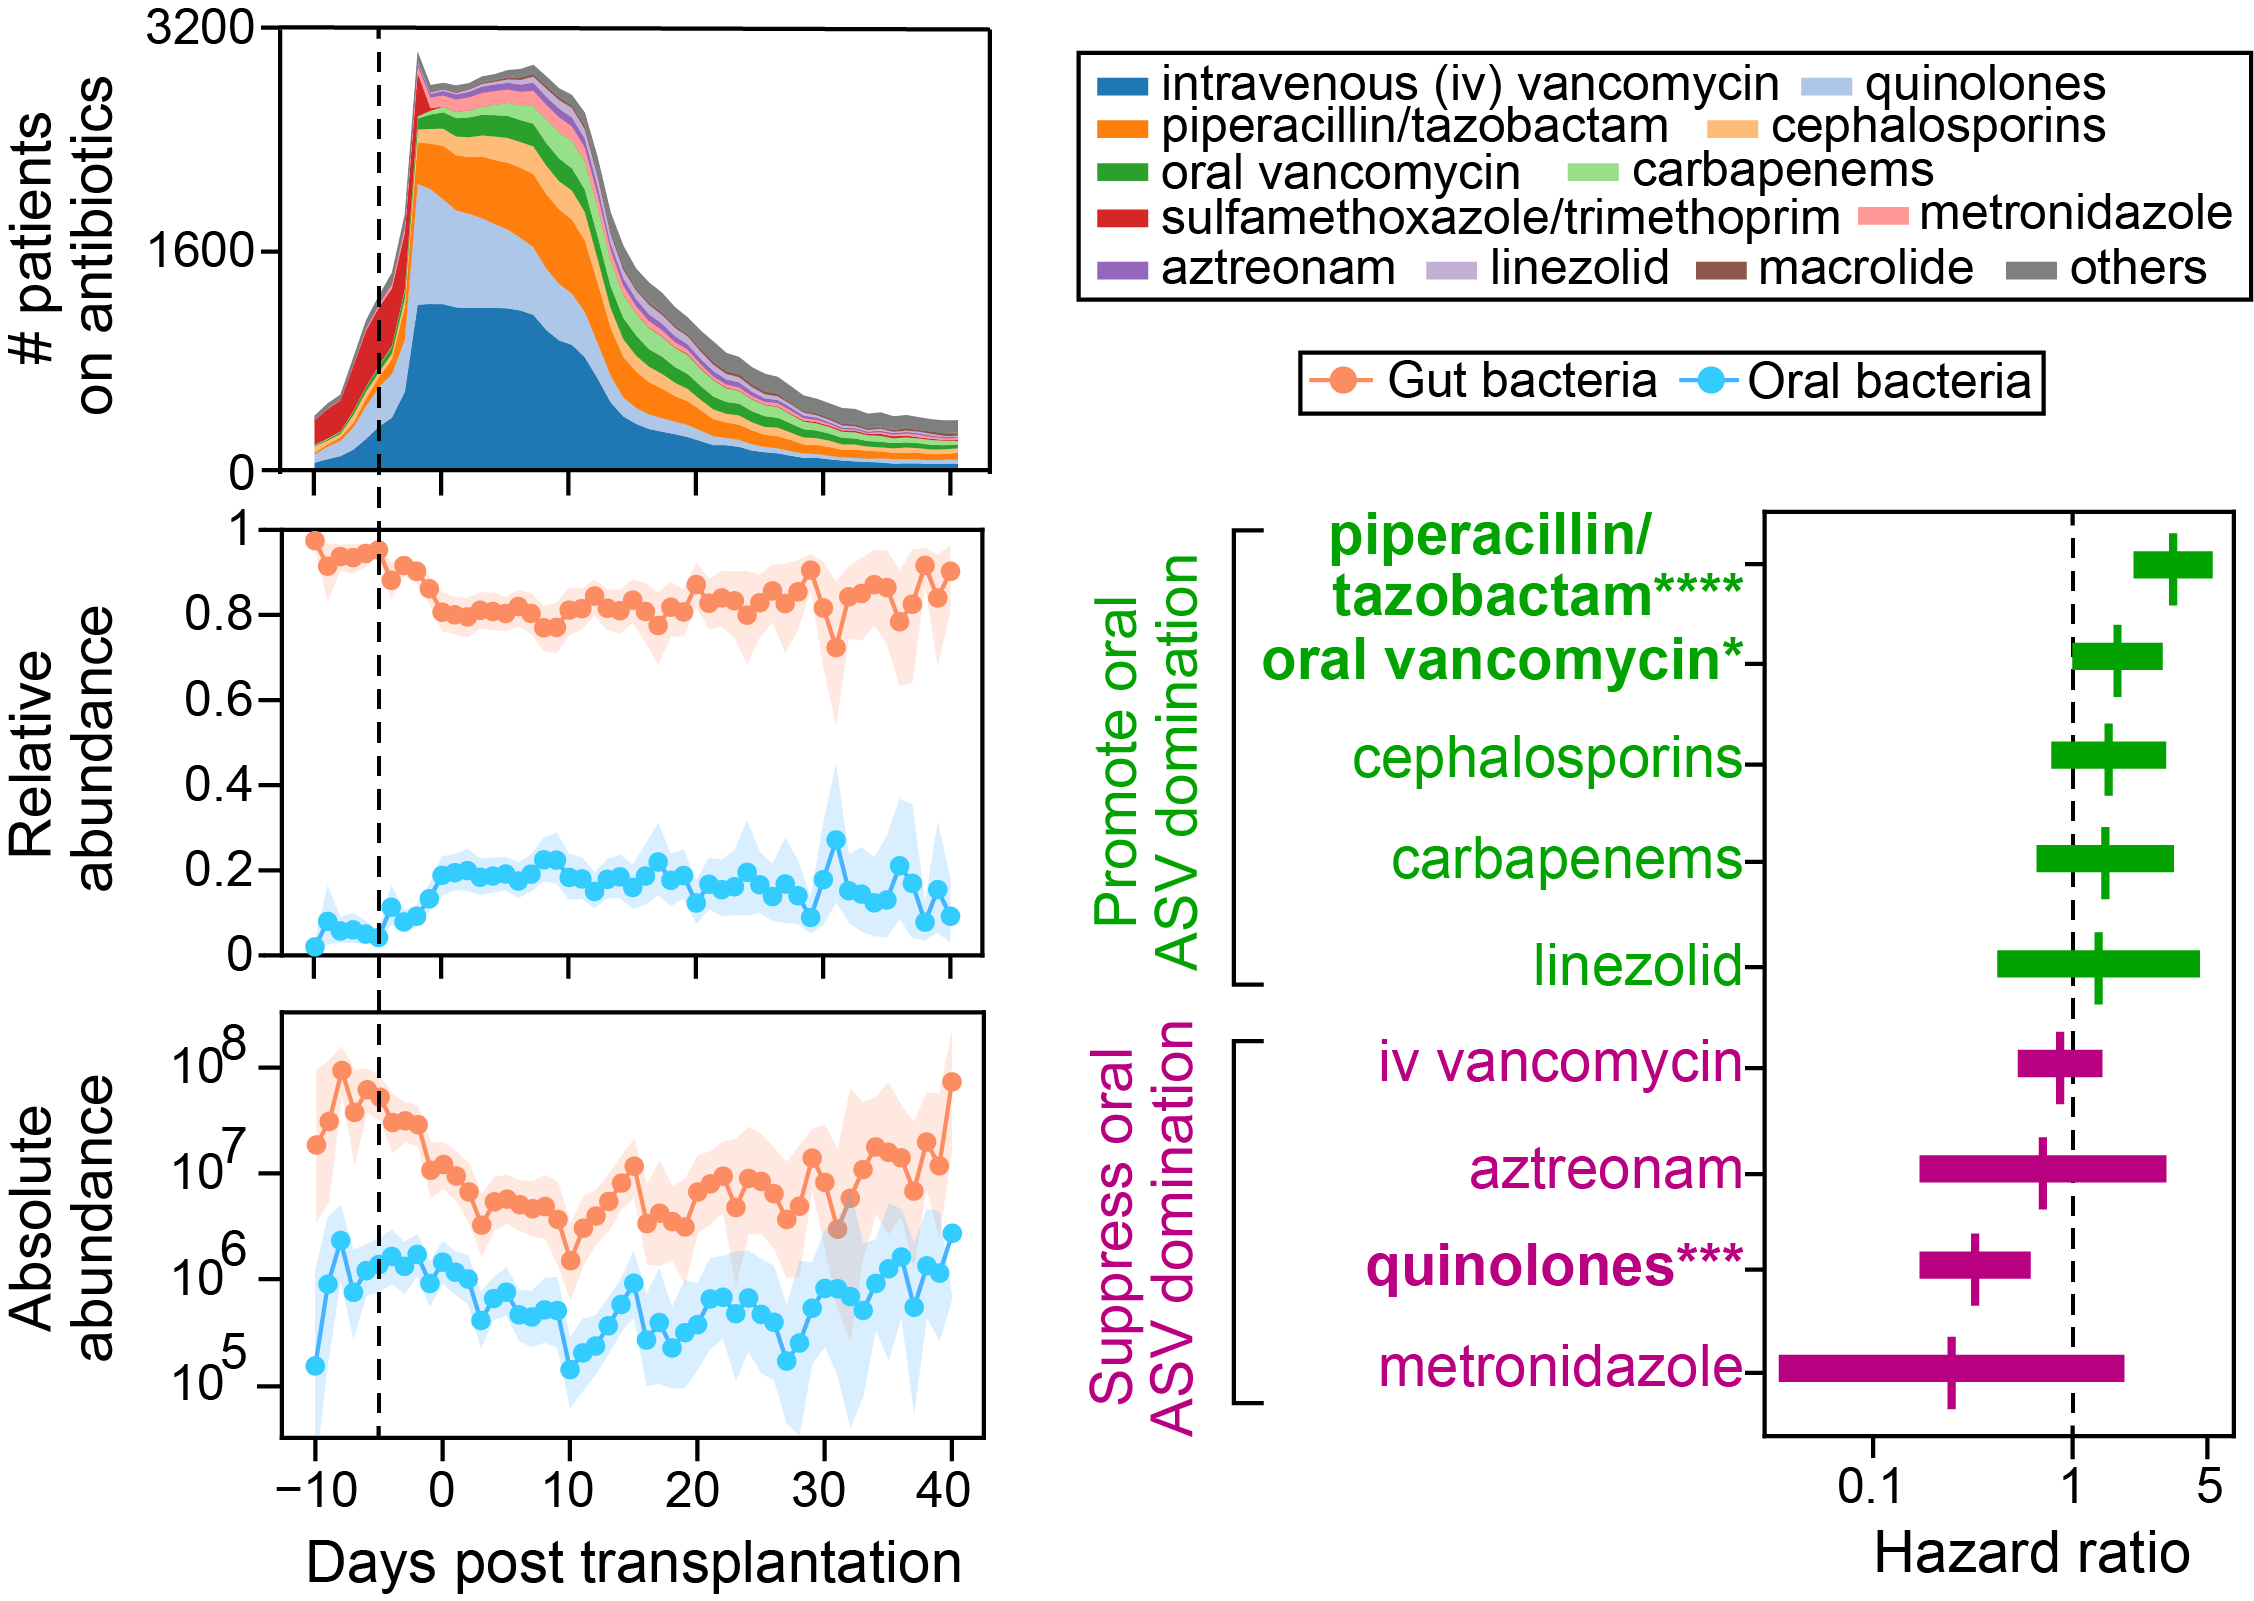 3200
1600
0
# patients
on antibiotics
intravenous (iv) vancomycin quinolones
piperacillin/tazobactam cephalosporins
oral vancomycin carbapenems
sulfamethoxazole/trimethoprim metronidazole
aztreonam linezolid macrolide others
Gut bacteria Oral bacteria
1
0.8
0.6
0.4
0.2
0
Relative
abundance
10^8
10^7
10^6
10^5
Absolute
abundance
−10 0 10 20 30 40
Days post transplantation
Promote oral
ASV domination
piperacillin/
tazobactam****
oral vancomycin*
cephalosporins
carbapenems
linezolid
Suppress oral
ASV domination
iv vancomycin
aztreonam
quinolones***
metronidazole
0.1 1 5
Hazard ratio